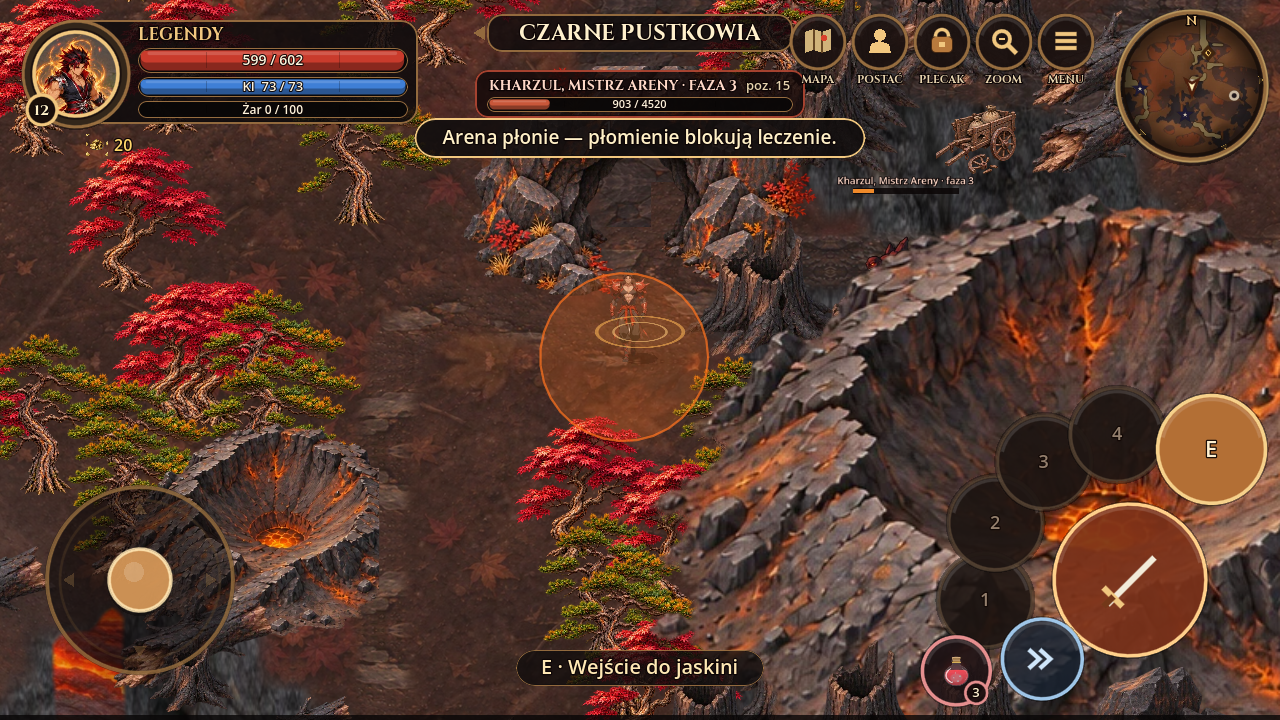 LEGENDY
599 / 602
KI 73 / 73
Żar 0 / 100
12
20
CZARNE PUSTKOWIA
KHARZUL, MISTRZ ARENY · FAZA 3 poz. 15
903 / 4520
Arena płonie — płomienie blokują leczenie.
MAPA
POSTAĆ
PLECAK
ZOOM
MENU
N
Kharzul, Mistrz Areny · faza 3
4
E
3
2
1
E · Wejście do jaskini
3